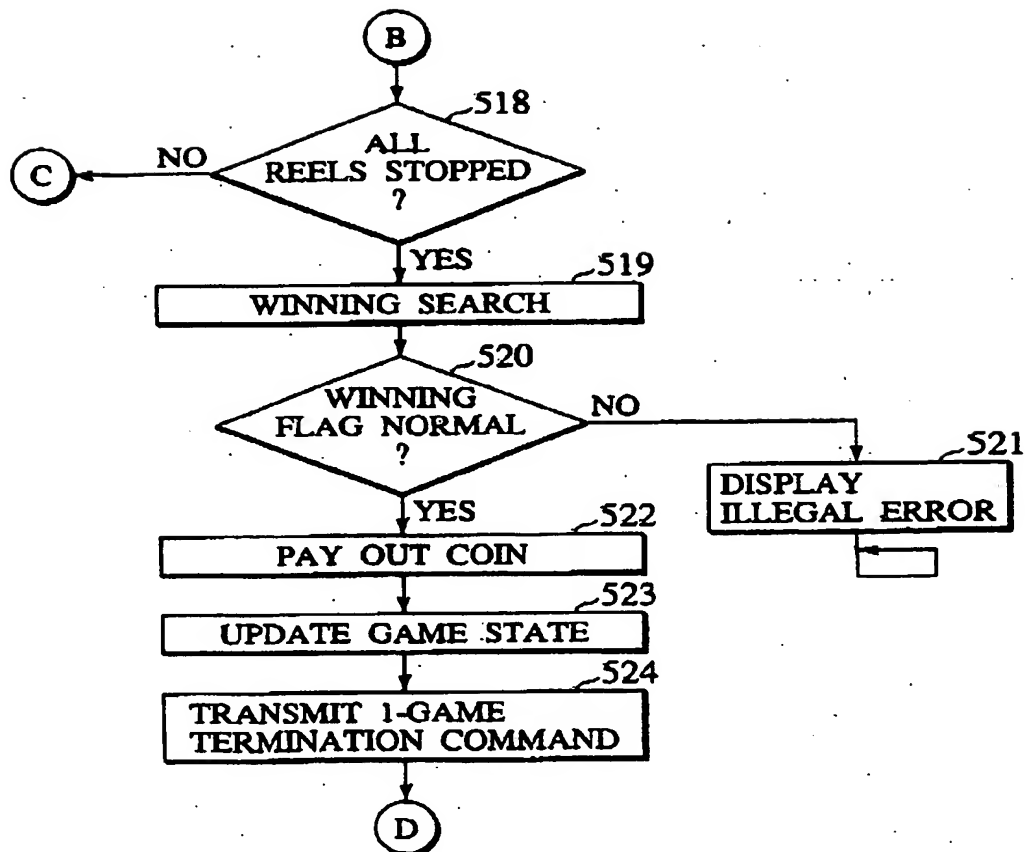 B
518
ALL
REELS STOPPED
?
NO
C
YES
519
WINNING SEARCH
520
WINNING
FLAG NORMAL
?
NO
521
DISPLAY
ILLEGAL ERROR
YES
522
PAY OUT COIN
523
UPDATE GAME STATE
524
TRANSMIT 1-GAME
TERMINATION COMMAND
D